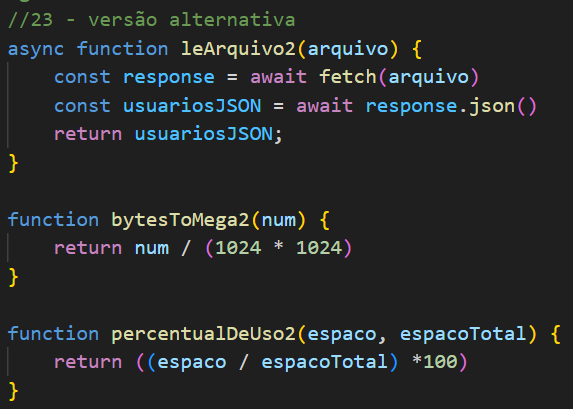 //23 - versão alternativa
async function leArquivo2(arquivo) {
    const response = await fetch(arquivo)
    const usuariosJSON = await response.json()
    return usuariosJSON;
}

function bytesToMega2(num) {
    return num / (1024 * 1024)
}

function percentualDeUso2(espaco, espacoTotal) {
    return ((espaco / espacoTotal) *100)
}